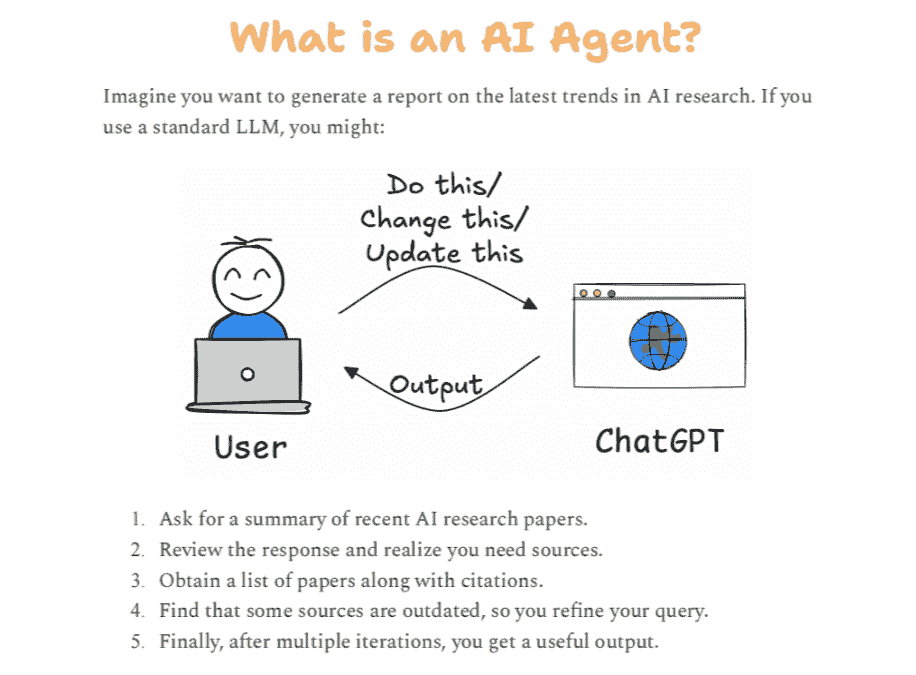 What is an AI Agent?
Imagine you want to generate a report on the latest trends in AI research. If you
use a standard LLM, you might:
Do this/
Change this/
Update this
Output
User
ChatGPT
1. Ask for a summary of recent AI research papers.
2. Review the response and realize you need sources.
3. Obtain a list of papers along with citations.
4. Find that some sources are outdated, so you refine your query.
5. Finally, after multiple iterations, you get a useful output.